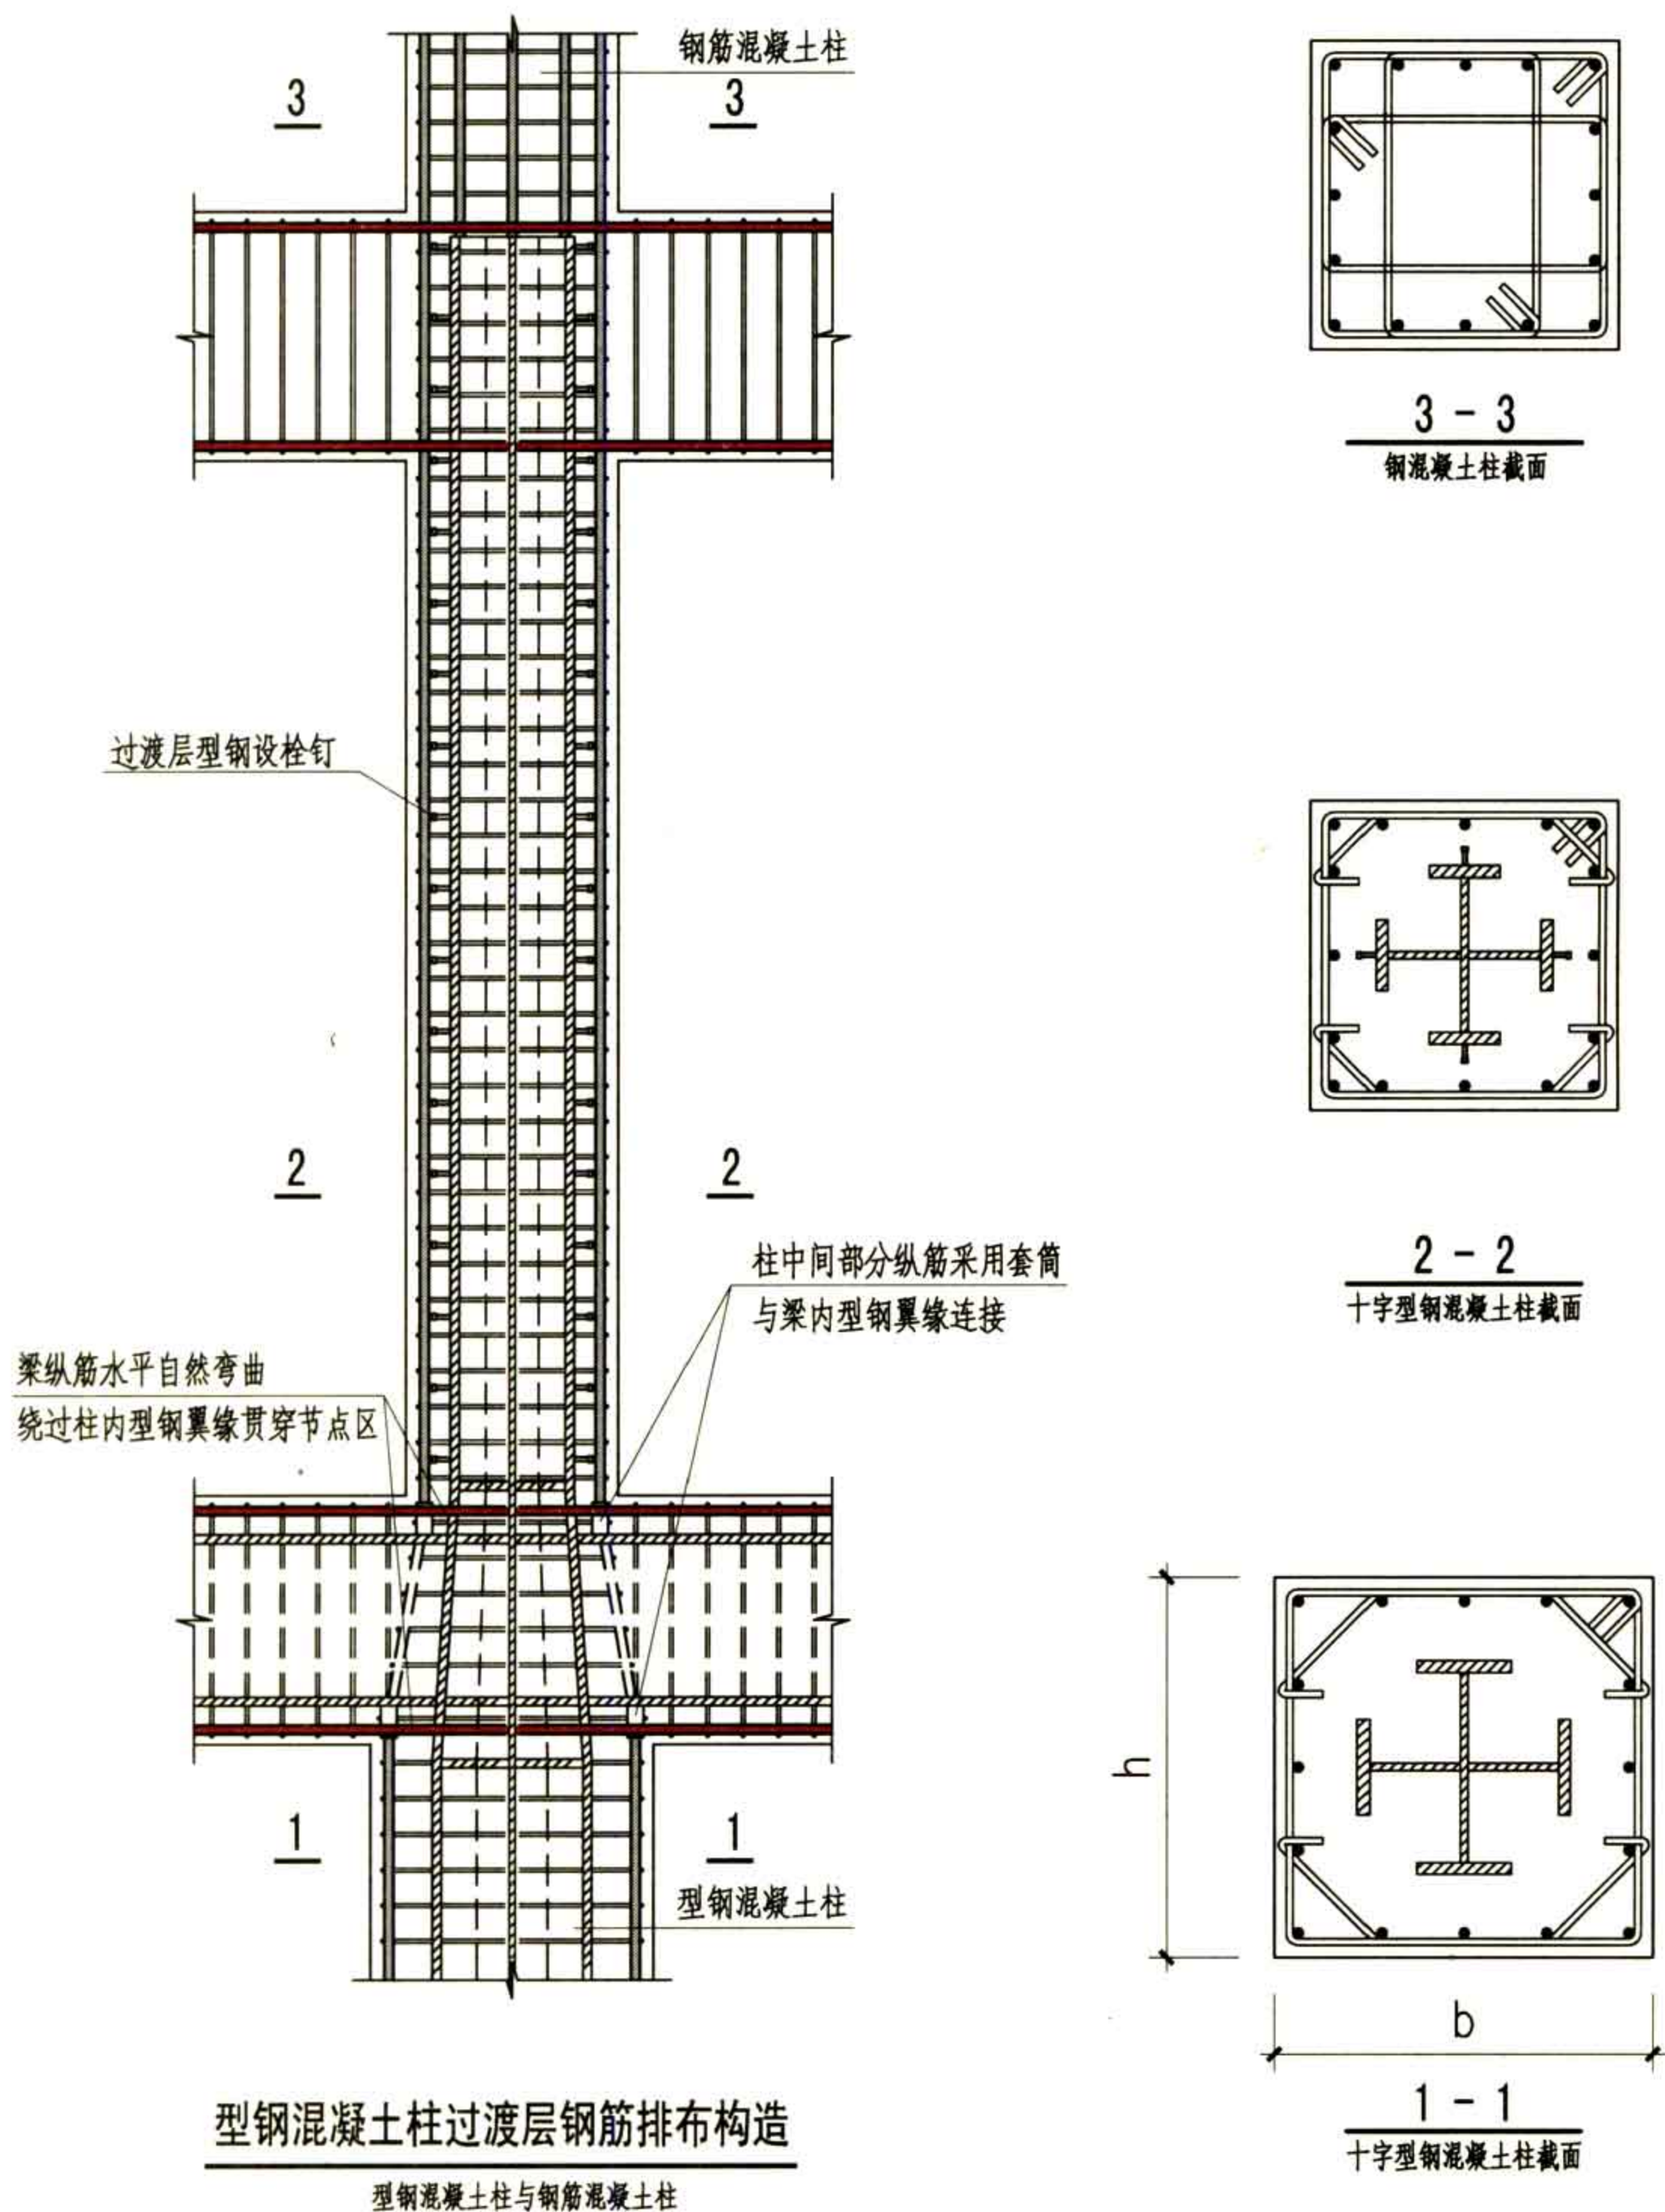 钢筋混凝土柱
3
3
3 - 3
钢混凝土柱截面
过渡层型钢设栓钉
2
2
柱中间部分纵筋采用套筒
与梁内型钢翼缘连接
2 - 2
十字型钢混凝土柱截面
梁纵筋水平自然弯曲
绕过柱内型钢翼缘贯穿节点区
1
1
型钢混凝土柱
h
b
1 - 1
十字型钢混凝土柱截面
型钢混凝土柱过渡层钢筋排布构造
型钢混凝土柱与钢筋混凝土柱